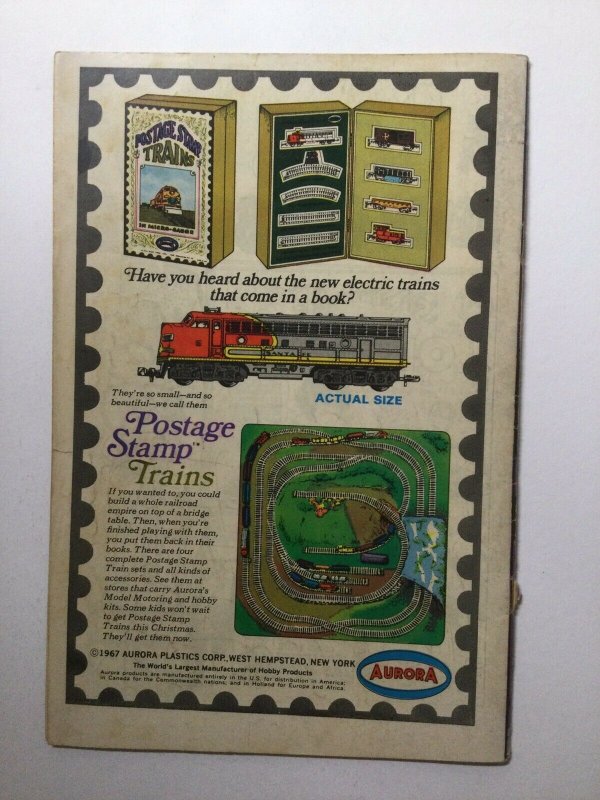 POSTAGE STAMP
TRAINS
IN MICRO-GAUGE
Have you heard about the new electric trains
that come in a book?
SANTA FE
They're so small—and so
beautiful—we call them
ACTUAL SIZE
Postage
Stamp™
Trains
If you wanted to, you could
build a whole railroad
empire on top of a bridge
table. Then, when you're
finished playing with them,
you put them back in their
books. There are four
complete Postage Stamp
Train sets and all kinds of
accessories. See them at
stores that carry Aurora's
Model Motoring and hobby
kits. Some kids won't wait
to get Postage Stamp
Trains this Christmas.
They'll get them now.
©1967 AURORA PLASTICS CORP., WEST HEMPSTEAD, NEW YORK
The World's Largest Manufacturer of Hobby Products
Aurora products are manufactured entirely in the U.S. for distribution in America;
in Canada for the Commonwealth nations; and in Holland for Europe and Africa.
AURORA